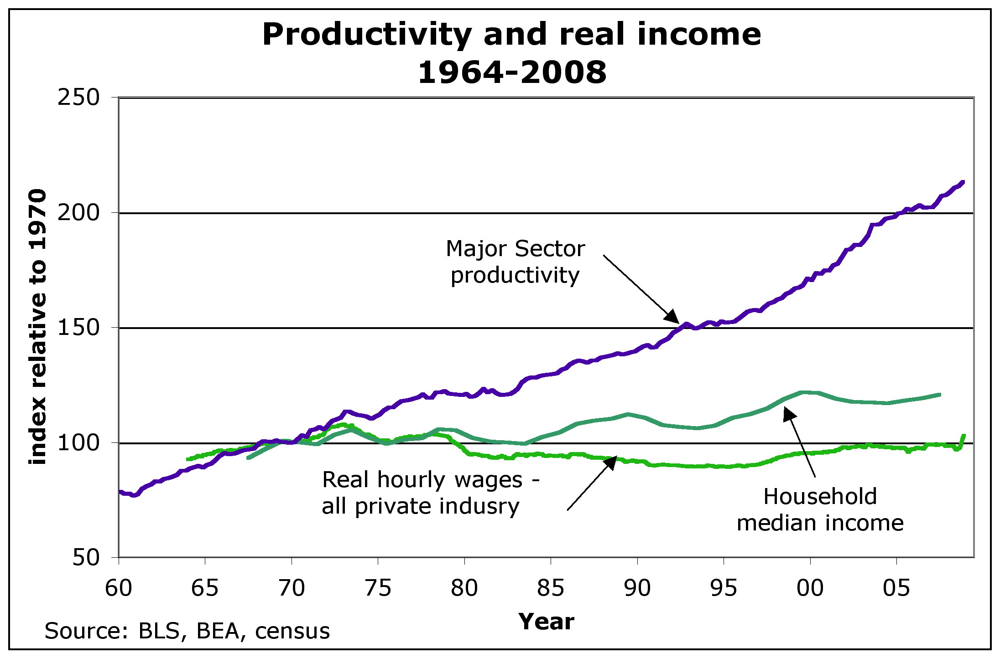 Productivity and real income
1964-2008
250
200
150
100
50
index relative to 1970
Major Sector
productivity
Real hourly wages -
all private indusry
Household
median income
60 65 70 75 80 85 90 95 00 05
Year
Source: BLS, BEA, census